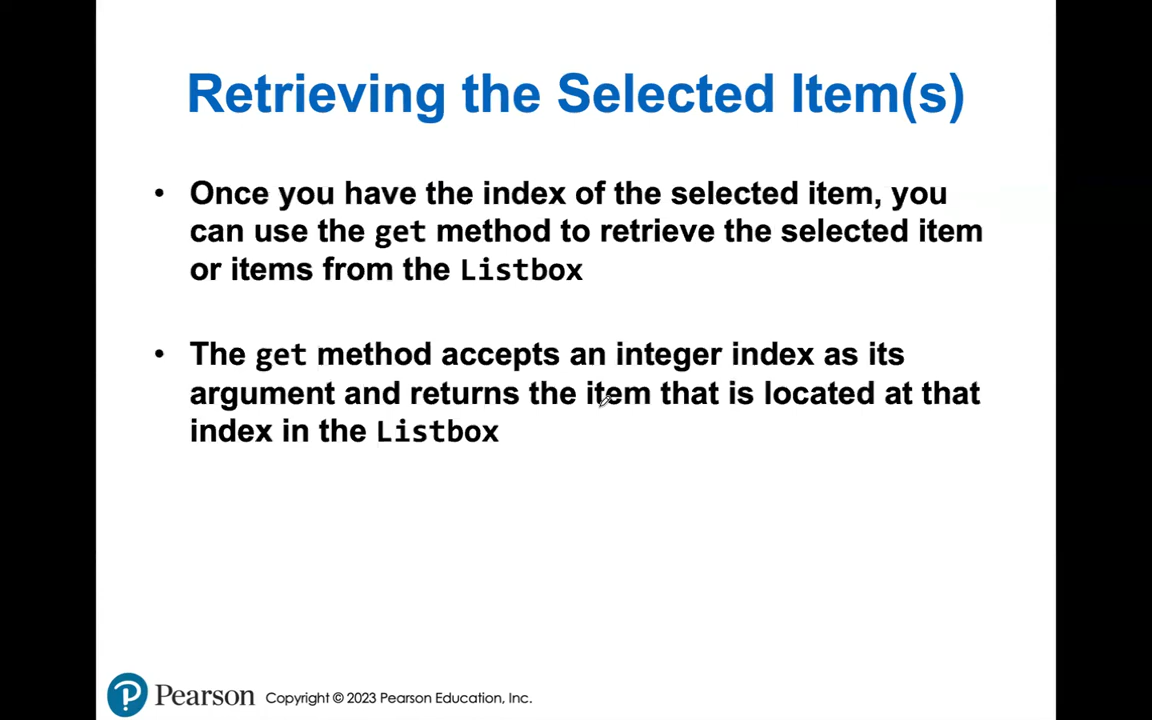 Retrieving the Selected Item(s)
• Once you have the index of the selected item, you
can use the get method to retrieve the selected item
or items from the Listbox
• The get method accepts an integer index as its
argument and returns the item that is located at that
index in the Listbox
Pearson Copyright © 2023 Pearson Education, Inc.